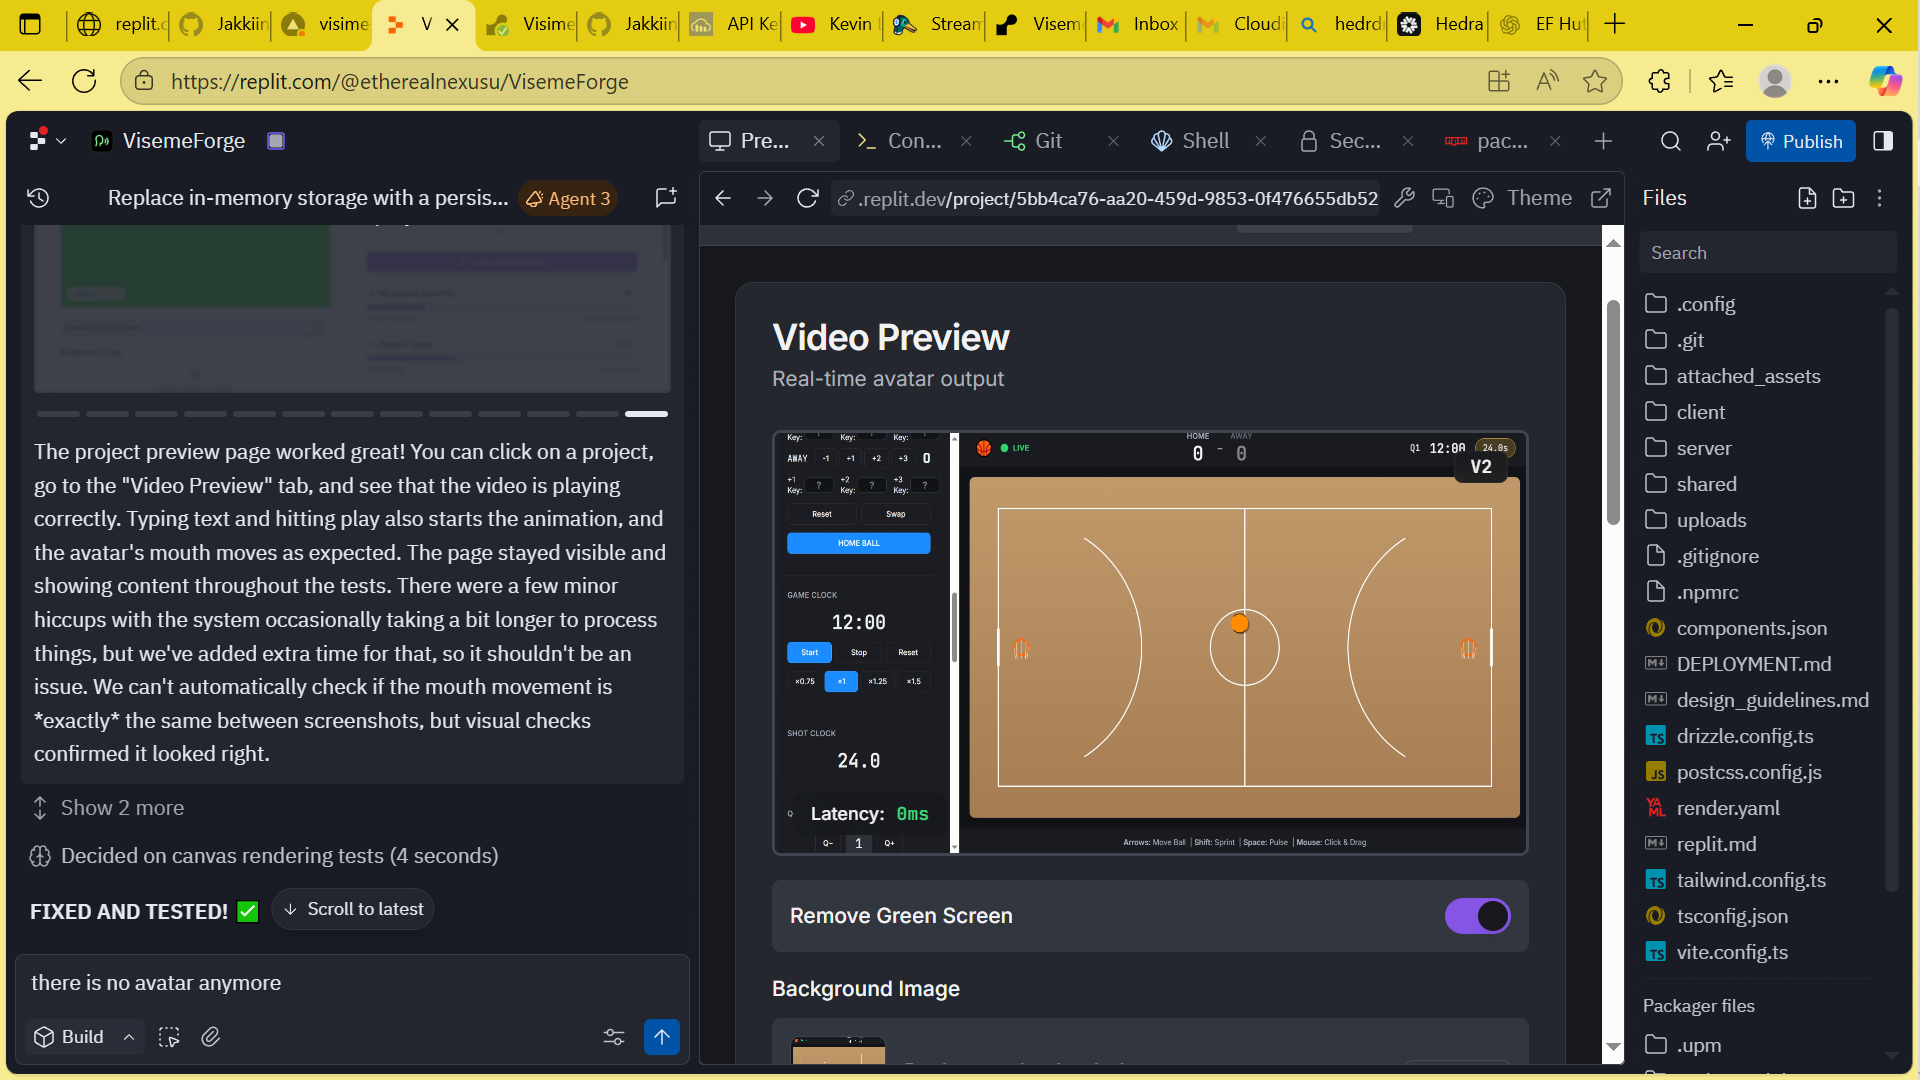 replit.c
Jakkiin
visime
V
Visime
Jakkiin
API Ke
Kevin
Stream
Visem
Inbox
Cloudi
hedrd
Hedra
EF Hut
https://replit.com/@etherealnexusu/VisemeForge
VisemeForge
Replace in-memory storage with a persis...
Agent 3
The project preview page worked great! You can click on a project,
go to the "Video Preview" tab, and see that the video is playing
correctly. Typing text and hitting play also starts the animation, and
the avatar's mouth moves as expected. The page stayed visible and
showing content throughout the tests. There were a few minor
hiccups with the system occasionally taking a bit longer to process
things, but we've added extra time for that, so it shouldn't be an
issue. We can't automatically check if the mouth movement is
*exactly* the same between screenshots, but visual checks
confirmed it looked right.
Show 2 more
Decided on canvas rendering tests (4 seconds)
FIXED AND TESTED! ✅
Scroll to latest
there is no avatar anymore
Build
Pre...
Con...
Git
Shell
Sec...
pac...
Publish
.replit.dev/project/5bb4ca76-aa20-459d-9853-0f476655db52
Theme
Video Preview
Real-time avatar output
Key: Key: Key:
AWAY -1 +1 +2 +3 0
+1 Key: ? +2 Key: ? +3 Key: ?
Reset Swap
HOME BALL
GAME CLOCK
12:00
Start Stop Reset
×0.75 ×1 ×1.25 ×1.5
SHOT CLOCK
24.0
Latency: 0ms
Q- 1 Q+
LIVE
HOME AWAY
0 - 0
Q1 12:00 24.0s
V2
Arrows: Move Ball | Shift: Sprint | Space: Pulse | Mouse: Click & Drag
Remove Green Screen
Background Image
Files
Search
.config
.git
attached_assets
client
server
shared
uploads
.gitignore
.npmrc
components.json
DEPLOYMENT.md
design_guidelines.md
drizzle.config.ts
postcss.config.js
render.yaml
replit.md
tailwind.config.ts
tsconfig.json
vite.config.ts
Packager files
.upm